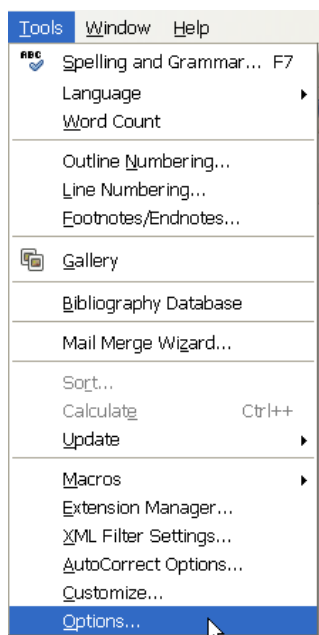 Tools Window Help
ABC Spelling and Grammar... F7
Language
Word Count
Outline Numbering...
Line Numbering...
Footnotes/Endnotes...
Gallery
Bibliography Database
Mail Merge Wizard...
Sort...
Calculate Ctrl++
Update
Macros
Extension Manager...
XML Filter Settings...
AutoCorrect Options...
Customize...
Options...